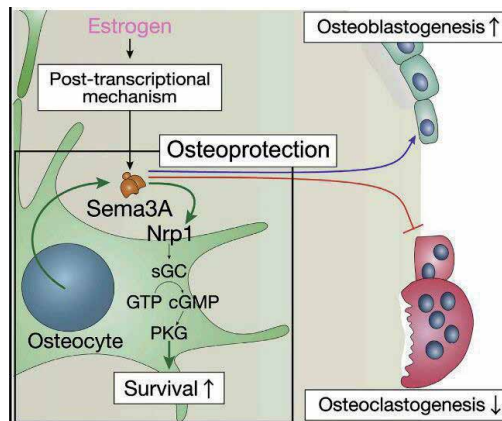 Estrogen
Osteoblastogenesis ↑
Post-transcriptional
mechanism
Osteoprotection
Sema3A
Nrp1
sGC
GTP cGMP
PKG
Osteocyte
Survival ↑
Osteoclastogenesis ↓